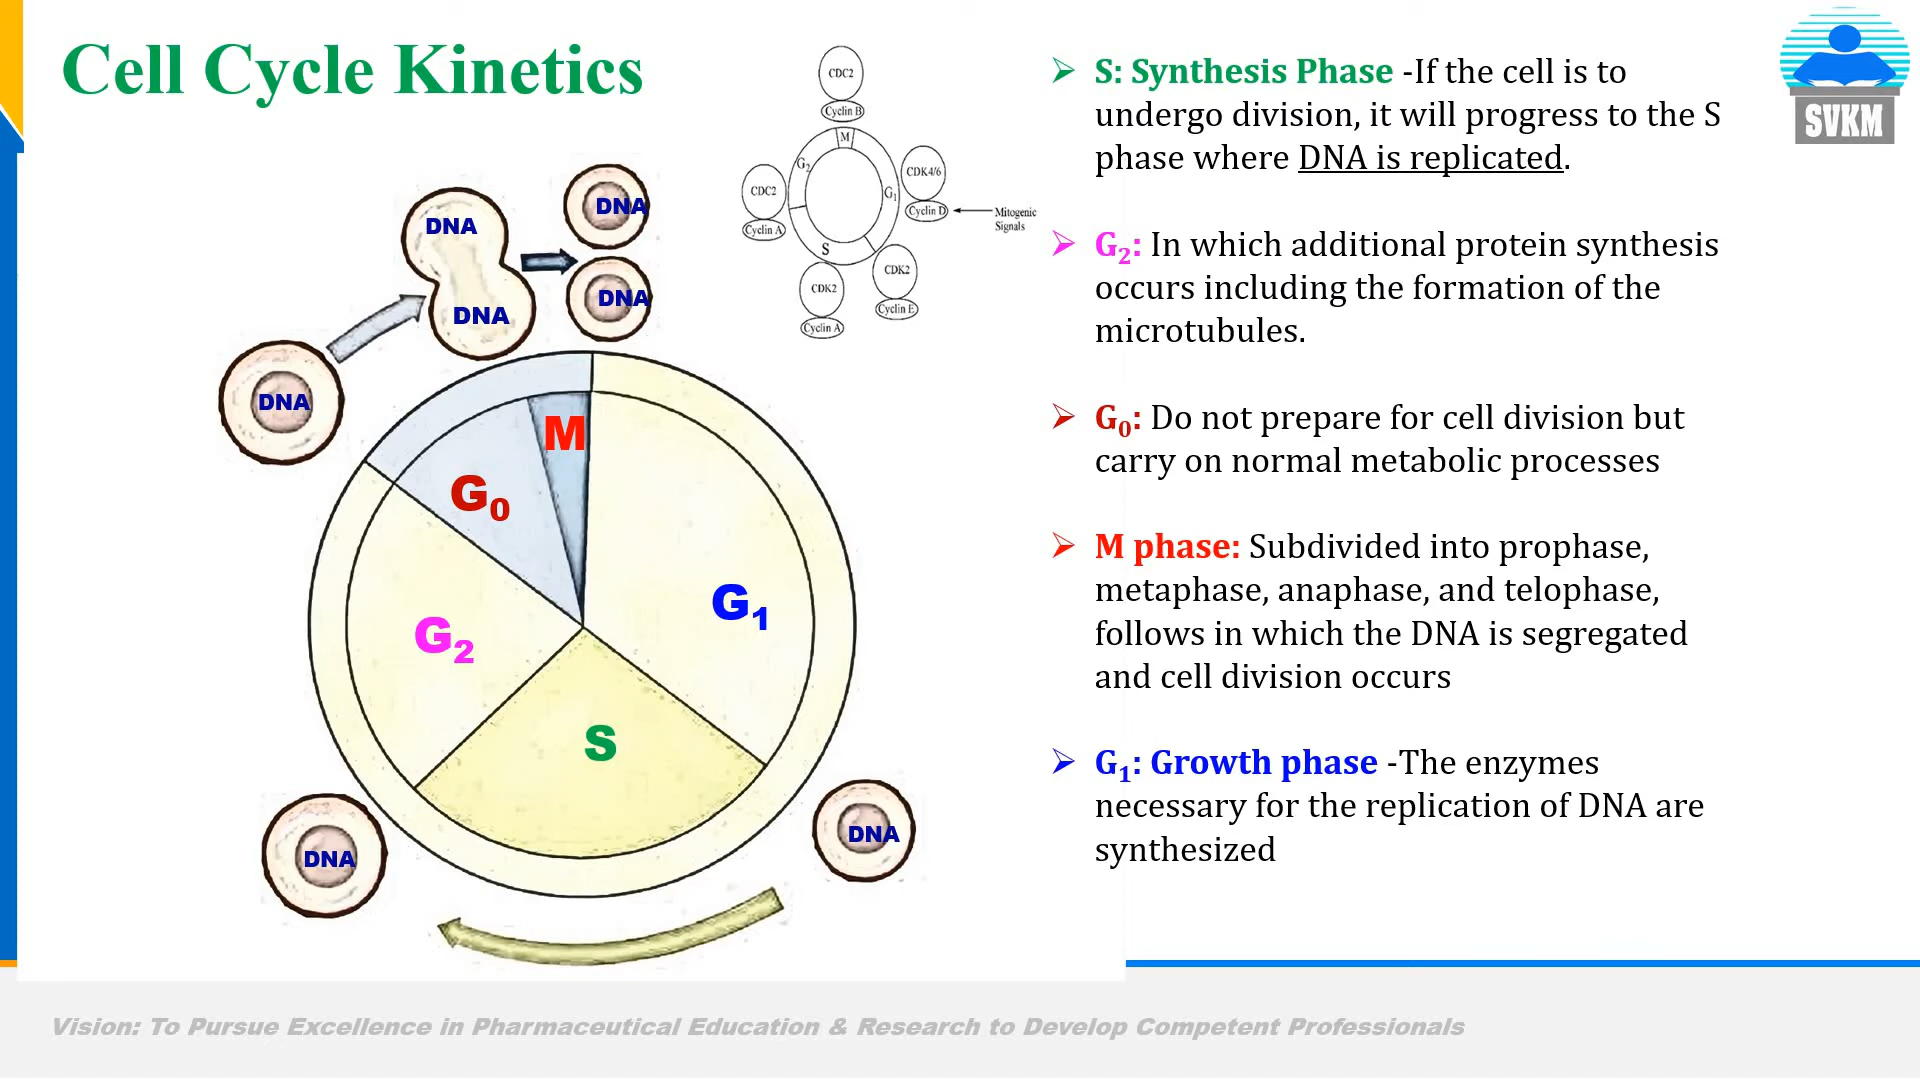 Cell Cycle Kinetics
CDC2
Cyclin B
M
G2
G1
S
CDC2
Cyclin A
CDK4/6
Cyclin D
Mitogenic
Signals
CDK2
Cyclin E
CDK2
Cyclin A
DNA
DNA
DNA
DNA
DNA
M
G0
G1
G2
S
DNA
DNA
S: Synthesis Phase -If the cell is to
undergo division, it will progress to the S
phase where DNA is replicated.
G2: In which additional protein synthesis
occurs including the formation of the
microtubules.
G0: Do not prepare for cell division but
carry on normal metabolic processes
M phase: Subdivided into prophase,
metaphase, anaphase, and telophase,
follows in which the DNA is segregated
and cell division occurs
G1: Growth phase -The enzymes
necessary for the replication of DNA are
synthesized
SVKM
Vision: To Pursue Excellence in Pharmaceutical Education & Research to Develop Competent Professionals